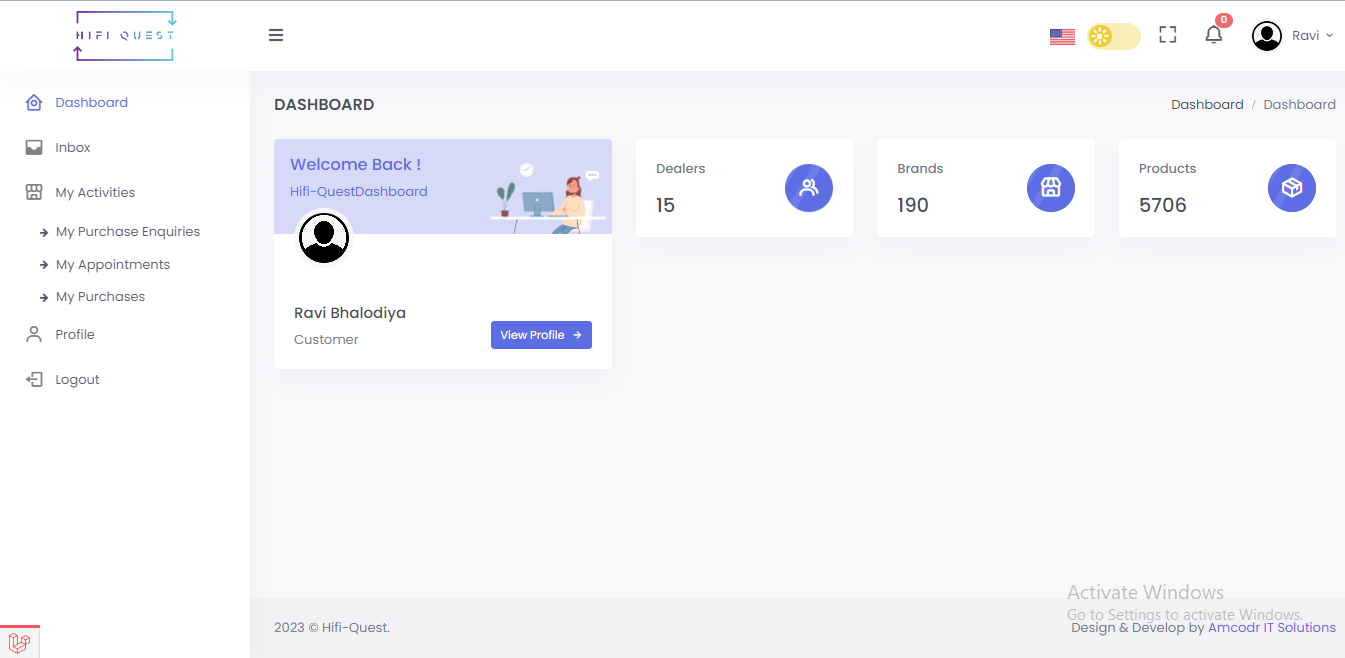 HIFI QUEST
0
Ravi
Dashboard
Inbox
My Activities
My Purchase Enquiries
My Appointments
My Purchases
Profile
Logout
DASHBOARD
Dashboard / Dashboard
Welcome Back !
Hifi-QuestDashboard
Ravi Bhalodiya
Customer
View Profile
Dealers
15
Brands
190
Products
5706
Activate Windows
Go to Settings to activate Windows.
2023 © Hifi-Quest.
Design & Develop by Amcodr IT Solutions